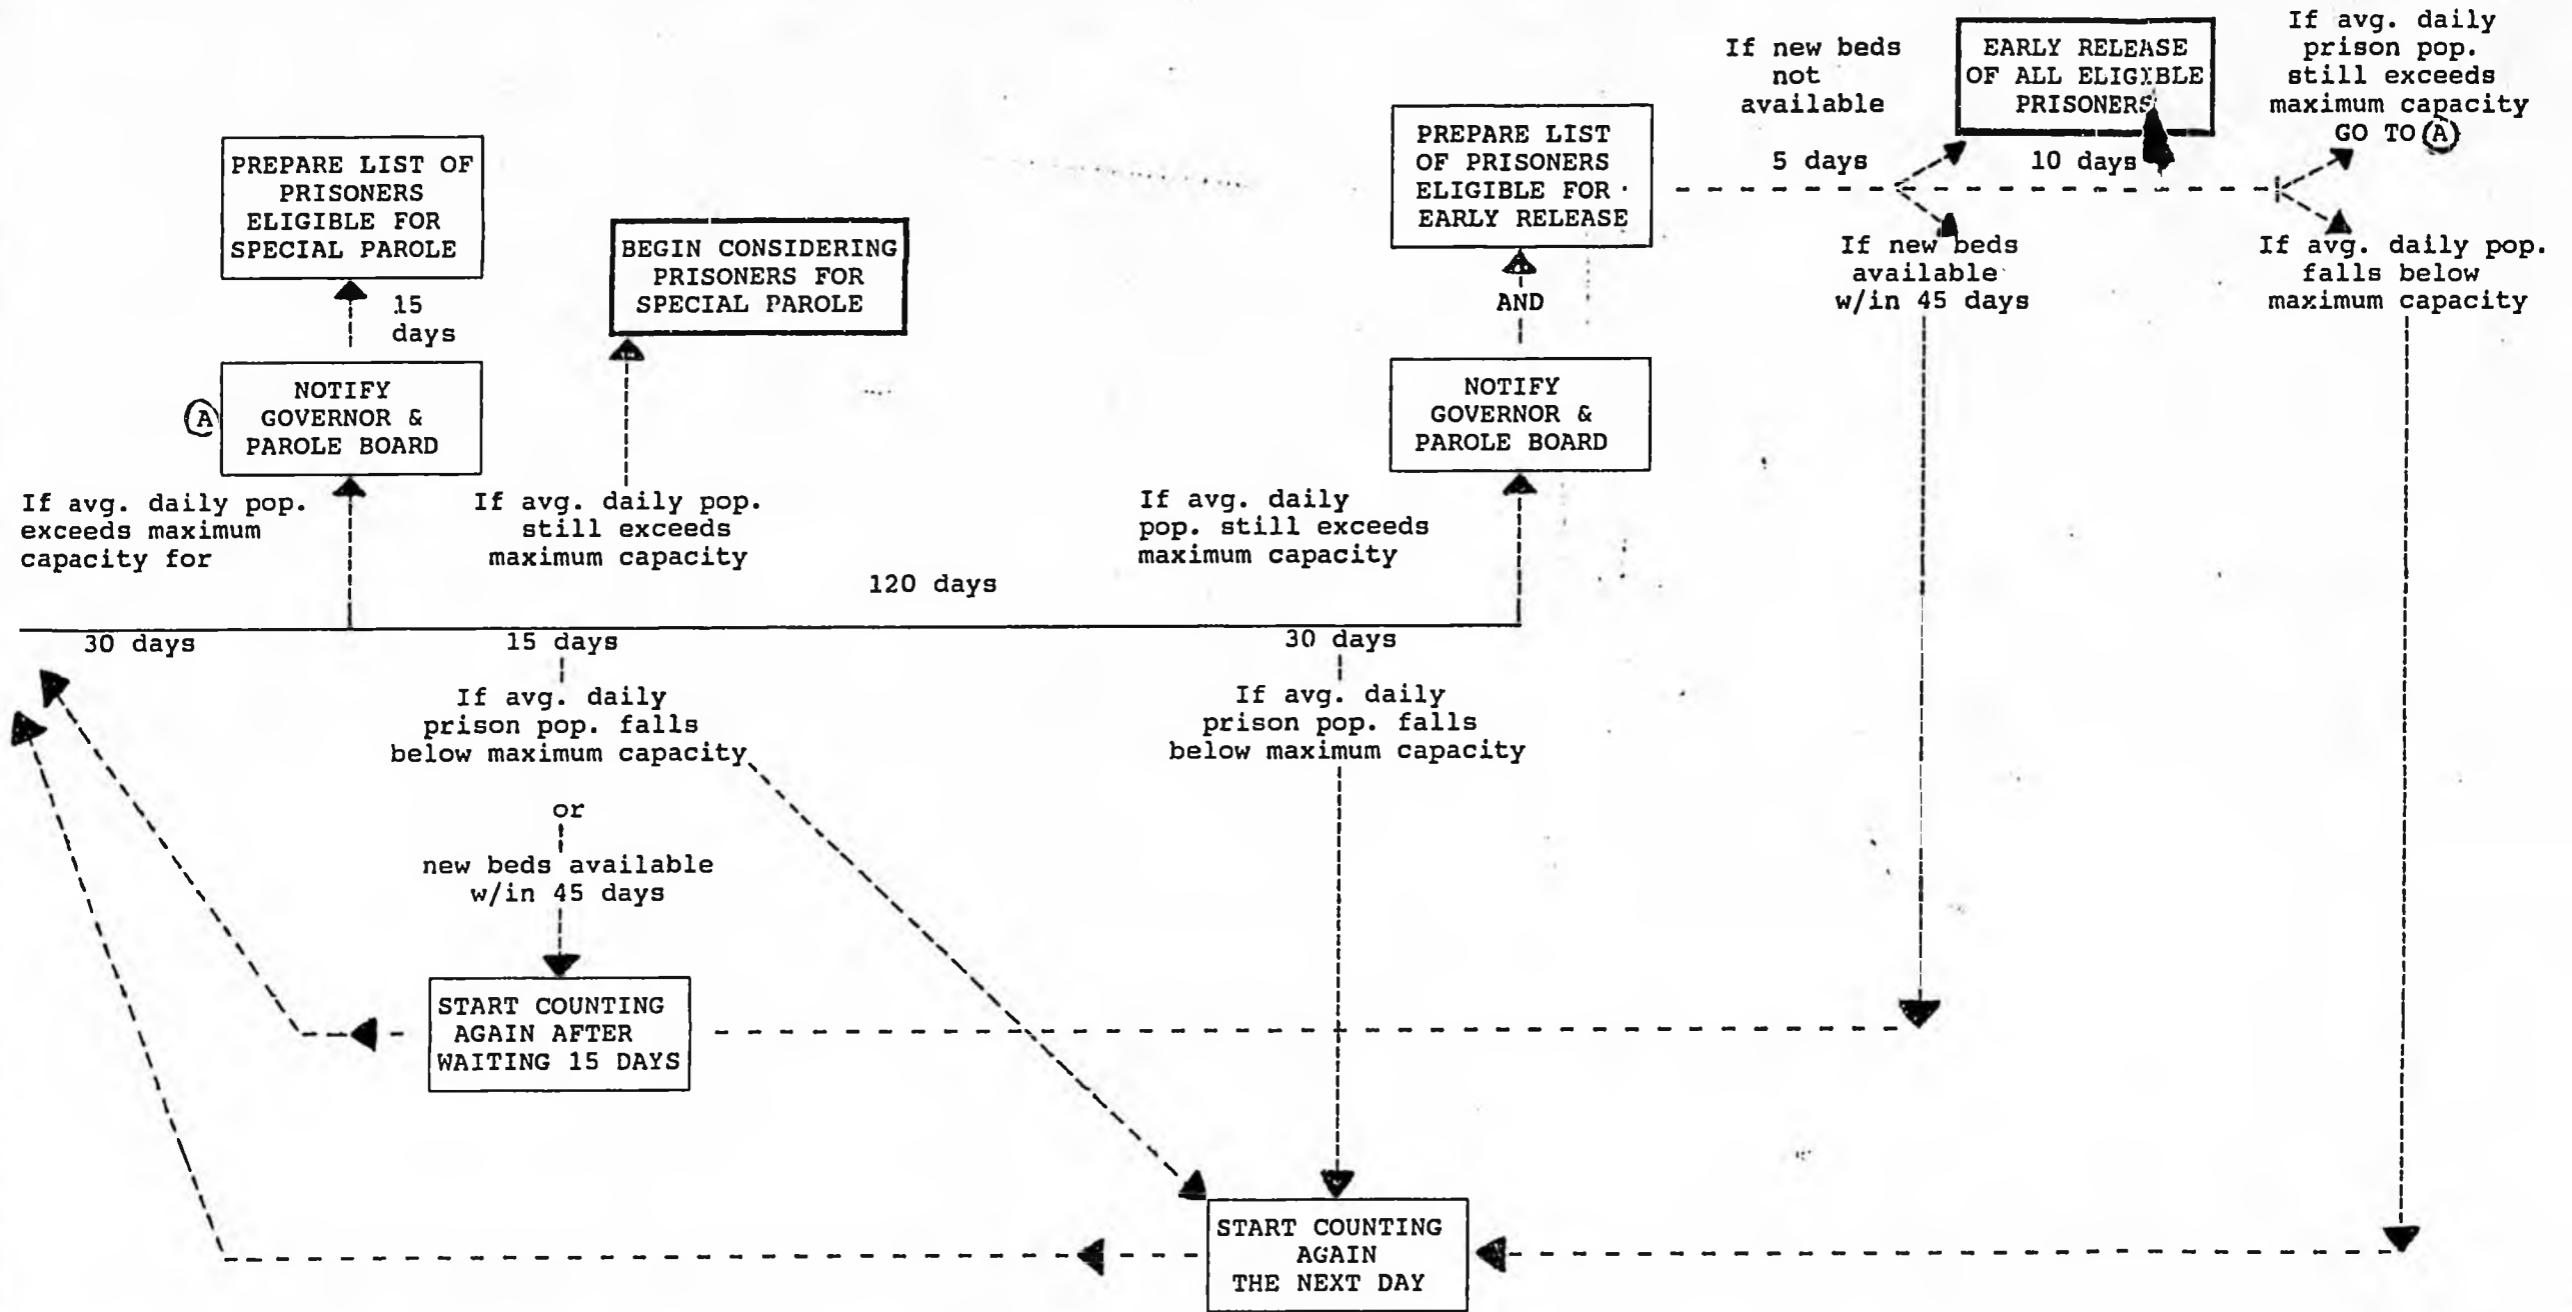 PREPARE LIST OF
PRISONERS
ELIGIBLE FOR
SPECIAL PAROLE
15
days
A
NOTIFY
GOVERNOR &
PAROLE BOARD
If avg. daily pop.
exceeds maximum
capacity for
30 days
BEGIN CONSIDERING
PRISONERS FOR
SPECIAL PAROLE
If avg. daily pop.
still exceeds
maximum capacity
15 days
120 days
If avg. daily
prison pop. falls
below maximum capacity
or
new beds available
w/in 45 days
START COUNTING
AGAIN AFTER
WAITING 15 DAYS
PREPARE LIST
OF PRISONERS
ELIGIBLE FOR
EARLY RELEASE
AND
NOTIFY
GOVERNOR &
PAROLE BOARD
If avg. daily
pop. still exceeds
maximum capacity
30 days
If avg. daily
prison pop. falls
below maximum capacity
START COUNTING
AGAIN
THE NEXT DAY
If new beds
not
available
5 days
EARLY RELEASE
OF ALL ELIGIBLE
PRISONERS
10 days
If new beds
available
w/in 45 days
If avg. daily
prison pop.
still exceeds
maximum capacity
GO TO A
If avg. daily pop.
falls below
maximum capacity